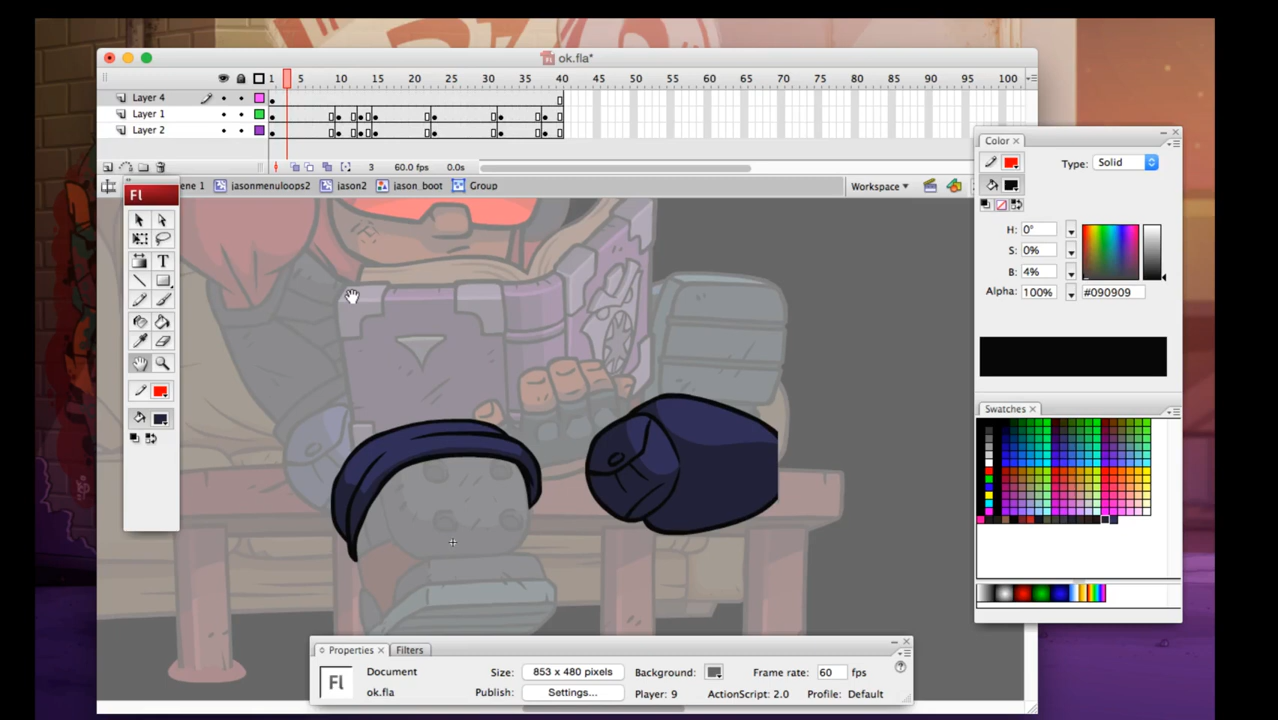 ok.fla*
1 5 10 15 20 25 30 35 40 45 50 55 60 65 70 75 80 85 90 95 100
Layer 4
Layer 1
Layer 2
3 60.0 fps 0.0s
ene 1 jasonmenuloops2 jason2 jason_boot Group Workspace
Fl
T
Color
Type: Solid
H: 0°
S: 0%
B: 4%
Alpha: 100% #090909
Swatches
Properties Filters
Fl
Document
ok.fla
Size: 853 x 480 pixels Background: Frame rate: 60 fps
Publish: Settings... Player: 9 ActionScript: 2.0 Profile: Default